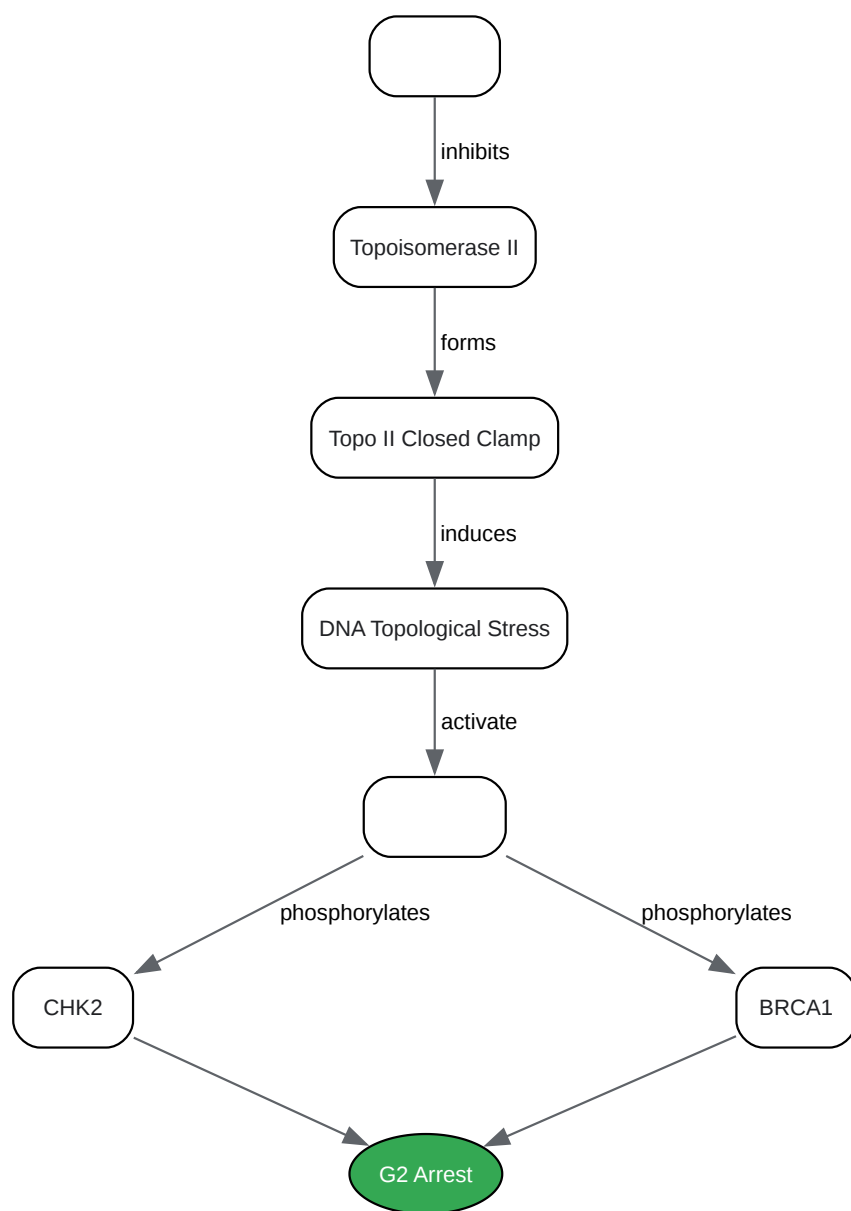 inhibits
Topoisomerase II
forms
Topo II Closed Clamp
induces
DNA Topological Stress
activate
phosphorylates
phosphorylates
CHK2
BRCA1
G2 Arrest